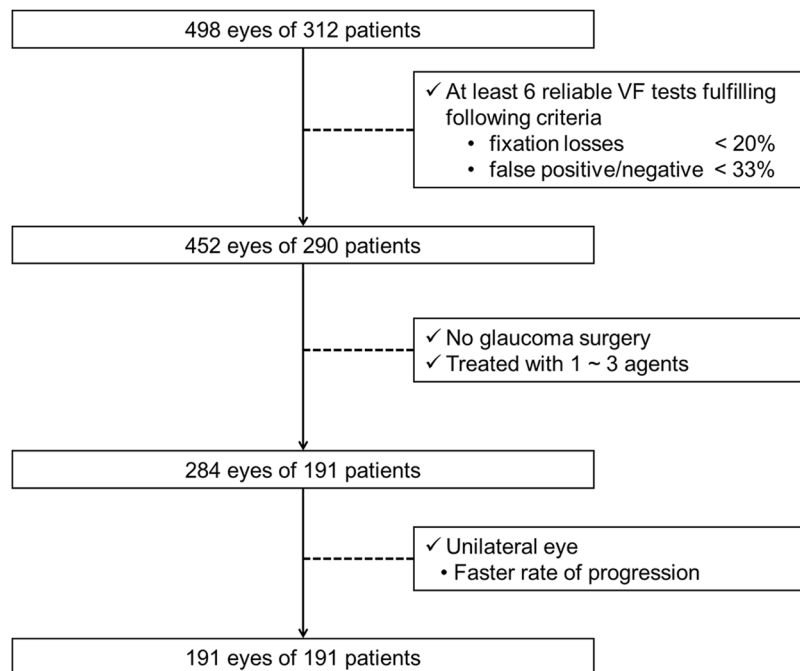 498 eyes of 312 patients
✓ At least 6 reliable VF tests fulfilling
following criteria
• fixation losses < 20%
• false positive/negative < 33%
452 eyes of 290 patients
✓ No glaucoma surgery
✓ Treated with 1 ~ 3 agents
284 eyes of 191 patients
✓ Unilateral eye
• Faster rate of progression
191 eyes of 191 patients